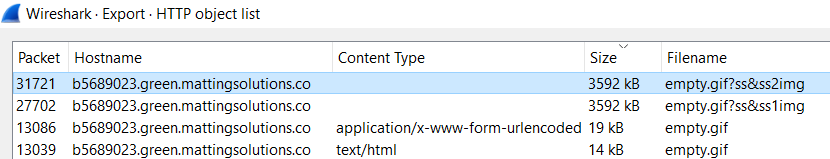 Wireshark · Export · HTTP object list
Packet Hostname Content Type Size Filename
31721 b5689023.green.mattingsolutions.co 3592 kB empty.gif?ss&ss2img
27702 b5689023.green.mattingsolutions.co 3592 kB empty.gif?ss&ss1img
13086 b5689023.green.mattingsolutions.co application/x-www-form-urlencoded 19 kB empty.gif
13039 b5689023.green.mattingsolutions.co text/html 14 kB empty.gif